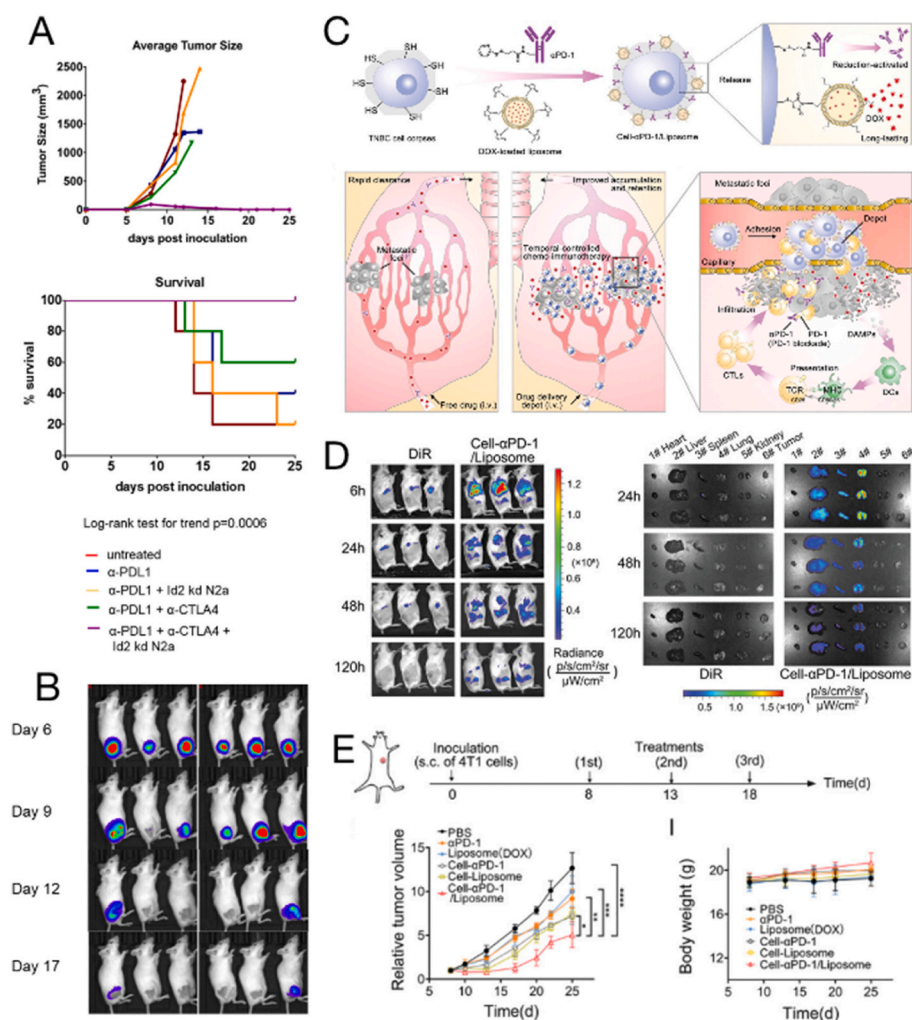 A
Average Tumor Size
Tumor Size (mm³)
2500
2000
1500
1000
500
0
0 5 10 15 20 25
days post inoculation
Survival
% survival
100
80
60
40
20
0
0 5 10 15 20 25
days post inoculation
Log-rank test for trend p=0.0006
untreated
α-PDL1
α-PDL1 + Id2 kd N2a
α-PDL1 + α-CTLA4
α-PDL1 + α-CTLA4 +
Id2 kd N2a
B
Day 6
Day 9
Day 12
Day 17
C
HS SH
HS SH
HS SH
TNBC cell corpses
αPD-1
DOX-loaded liposome
Cell-αPD-1/Liposome
Release
Reduction-activated
DOX
Long-lasting
Rapid clearance
Metastatic
foci
Free drug (i.v.)
Improved accumulation
and retention
Temporal-controlled
chemo-immunotherapy
Drug delivery
depot (i.v.)
Metastatic foci
Adhesion
Depot
Capillary
Infiltration
αPD-1 PD-1
(PD-1 blockade)
DAMPs
CTLs
Presentation
TCR MHC
DCs
D
DiR
Cell-αPD-1
/Liposome
6h
24h
48h
120h
1.2
1.0
0.8
(×10⁸)
0.6
0.4
Radiance
(p/s/cm²/sr
μW/cm²)
1# Heart
2# Liver
3# Spleen
4# Lung
5# Kidney
6# Tumor
1# 2# 3# 4# 5# 6#
24h
48h
120h
DiR
Cell-αPD-1/Liposome
0.5 1.0 1.5 (×10⁸)
(p/s/cm²/sr
μW/cm²)
E
Inoculation
(s.c. of 4T1 cells)
Treatments
(1st) (2nd) (3rd)
0 8 13 18
Time(d)
Relative tumor volume
15
10
5
0
PBS
αPD-1
Liposome(DOX)
Cell-αPD-1
Cell-Liposome
Cell-αPD-1
/Liposome
* ** *** ****
5 10 15 20 25
Time(d)
Body weight (g)
20
16
12
PBS
αPD-1
Liposome(DOX)
Cell-αPD-1
Cell-Liposome
Cell-αPD-1/Liposome
5 10 15 20 25
Time(d)